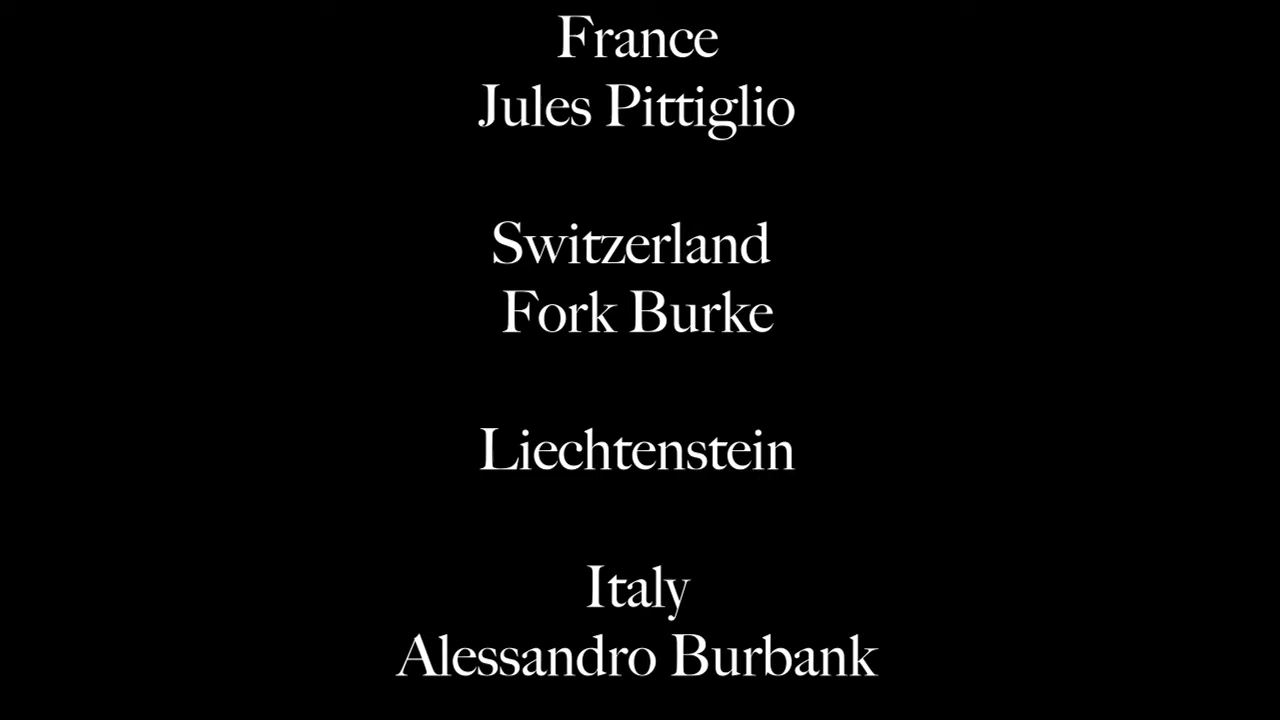 France
Jules Pittiglio
Switzerland
Fork Burke
Liechtenstein
Italy
Alessandro Burbank